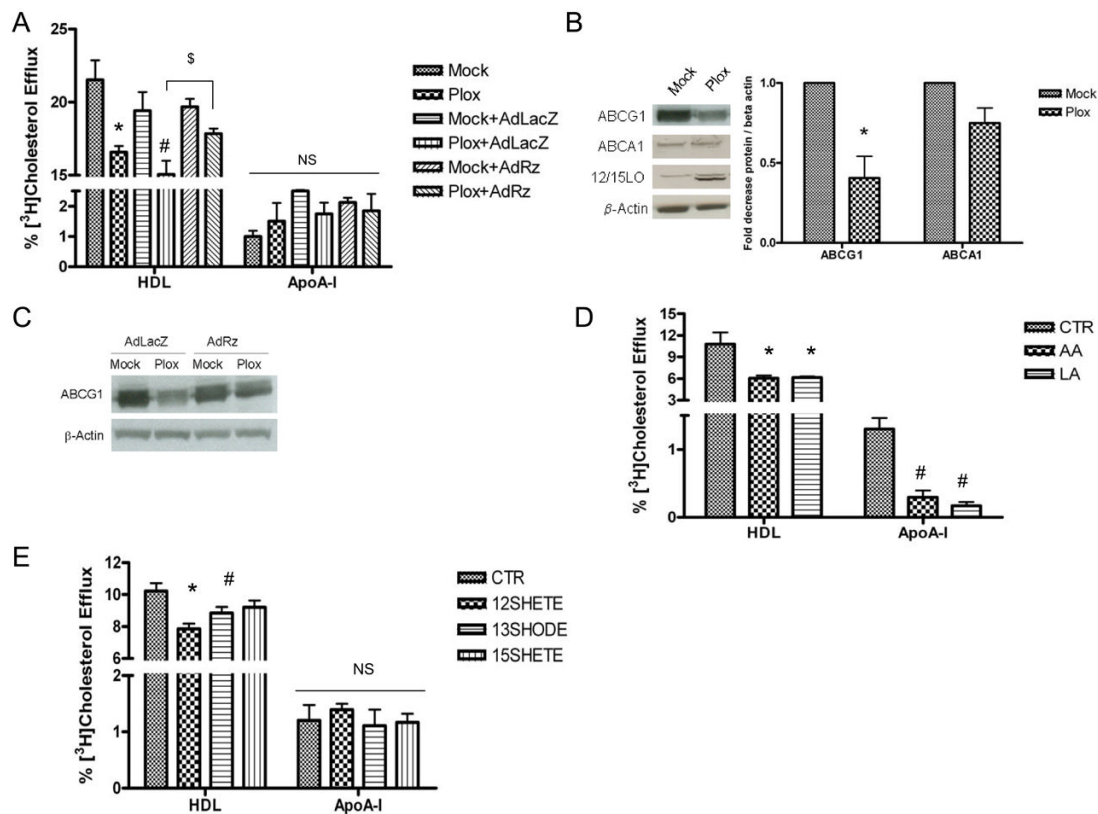 A
% [³H]Cholesterol Efflux
25
20
15
2
1
0
*
#
$
NS
HDL
ApoA-I
Mock
Plox
Mock+AdLacZ
Plox+AdLacZ
Mock+AdRz
Plox+AdRz
B
Mock
Plox
ABCG1
ABCA1
12/15LO
β-Actin
Fold decrease protein / beta actin
1.0
0.5
0.0
*
ABCG1
ABCA1
Mock
Plox
C
AdLacZ AdRz
Mock Plox Mock Plox
ABCG1
β-Actin
D
% [³H]Cholesterol Efflux
15
12
9
6
3
1
0
* *
# #
HDL
ApoA-I
CTR
AA
LA
E
% [³H]Cholesterol Efflux
12
10
8
6
2
1
0
*
#
NS
HDL
ApoA-I
CTR
12SHETE
13SHODE
15SHETE